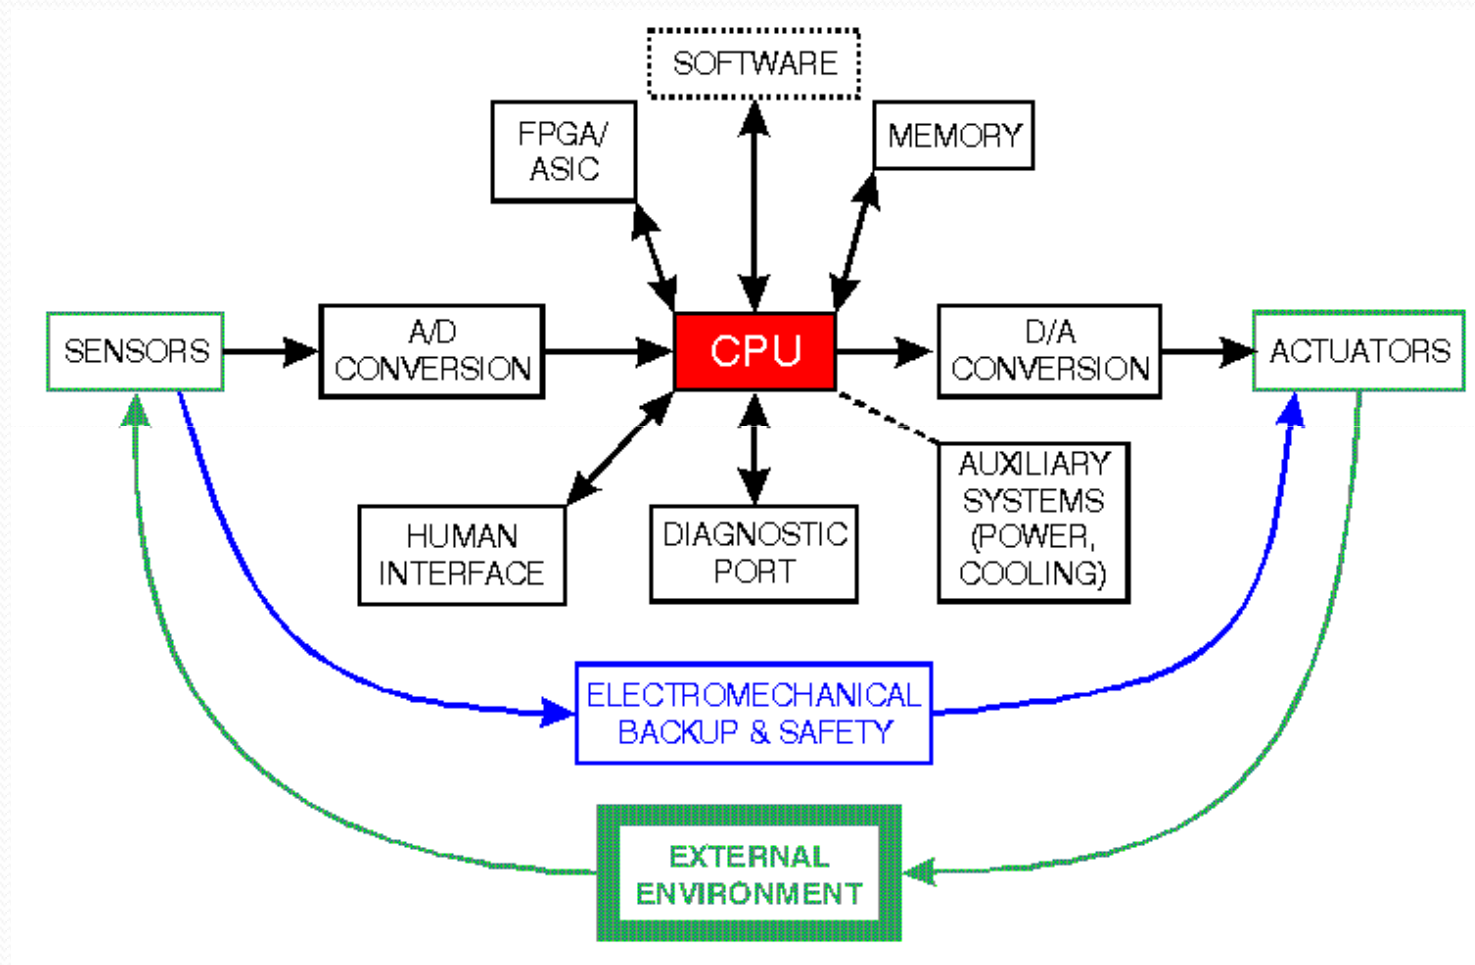 SOFTWARE
FPGA/
ASIC
MEMORY
SENSORS
A/D
CONVERSION
CPU
D/A
CONVERSION
ACTUATORS
HUMAN
INTERFACE
DIAGNOSTIC
PORT
AUXILIARY
SYSTEMS
(POWER,
COOLING)
ELECTROMECHANICAL
BACKUP & SAFETY
EXTERNAL
ENVIRONMENT